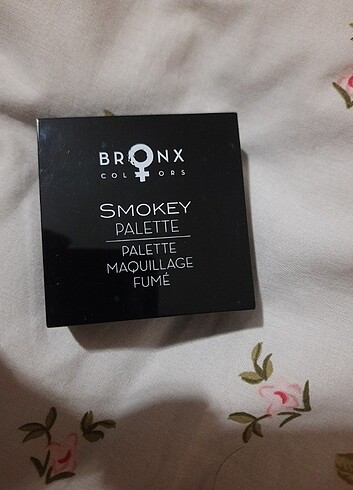 BRONX
COLORS
SMOKEY
PALETTE
PALETTE
MAQUILLAGE
FUMÉ